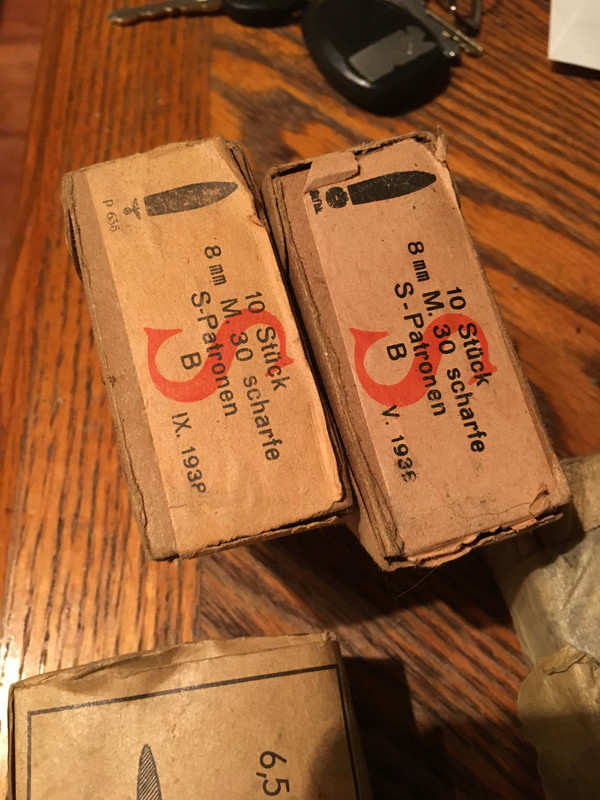 10 Stück
8 mm M. 30 scharfe
S-Patronen
B IX. 1938
P 635
S
10 Stück
8 mm M. 30 scharfe
S-Patronen
B V.
S
6,5